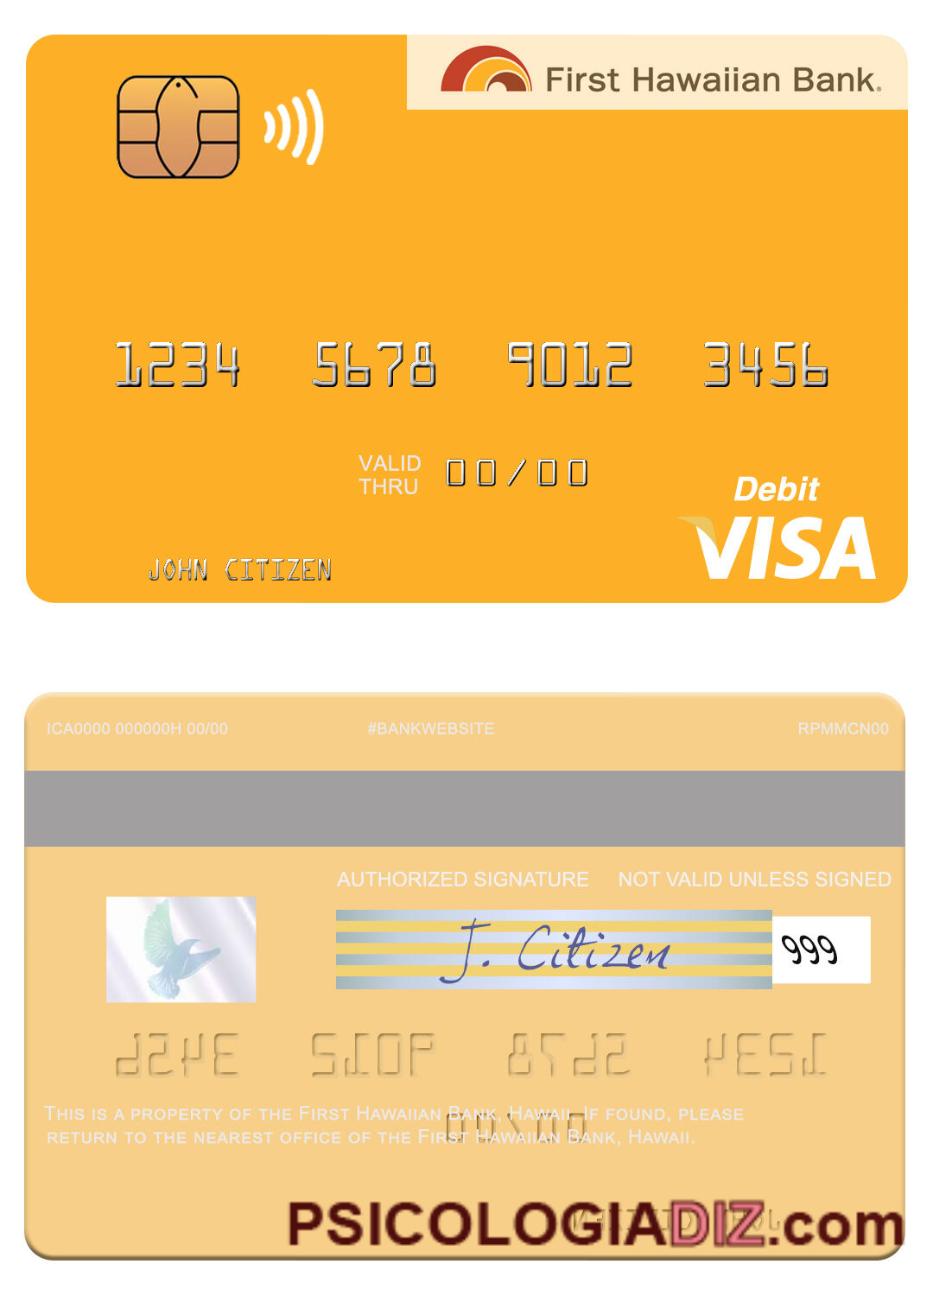 First Hawaiian Bank.
1234 5678 9012 3456
VALID
THRU
00/00
Debit
VISA
JOHN CITIZEN
ICA0000 000000H 00/00 #BANKWEBSITE RPMMCN00
AUTHORIZED SIGNATURE NOT VALID UNLESS SIGNED
J. Citizen 999
THIS IS A PROPERTY OF THE FIRST HAWAIIAN BANK, HAWAII. IF FOUND, PLEASE
RETURN TO THE NEAREST OFFICE OF THE FIRST HAWAIIAN BANK, HAWAII.
PSICOLOGIADIZ.com